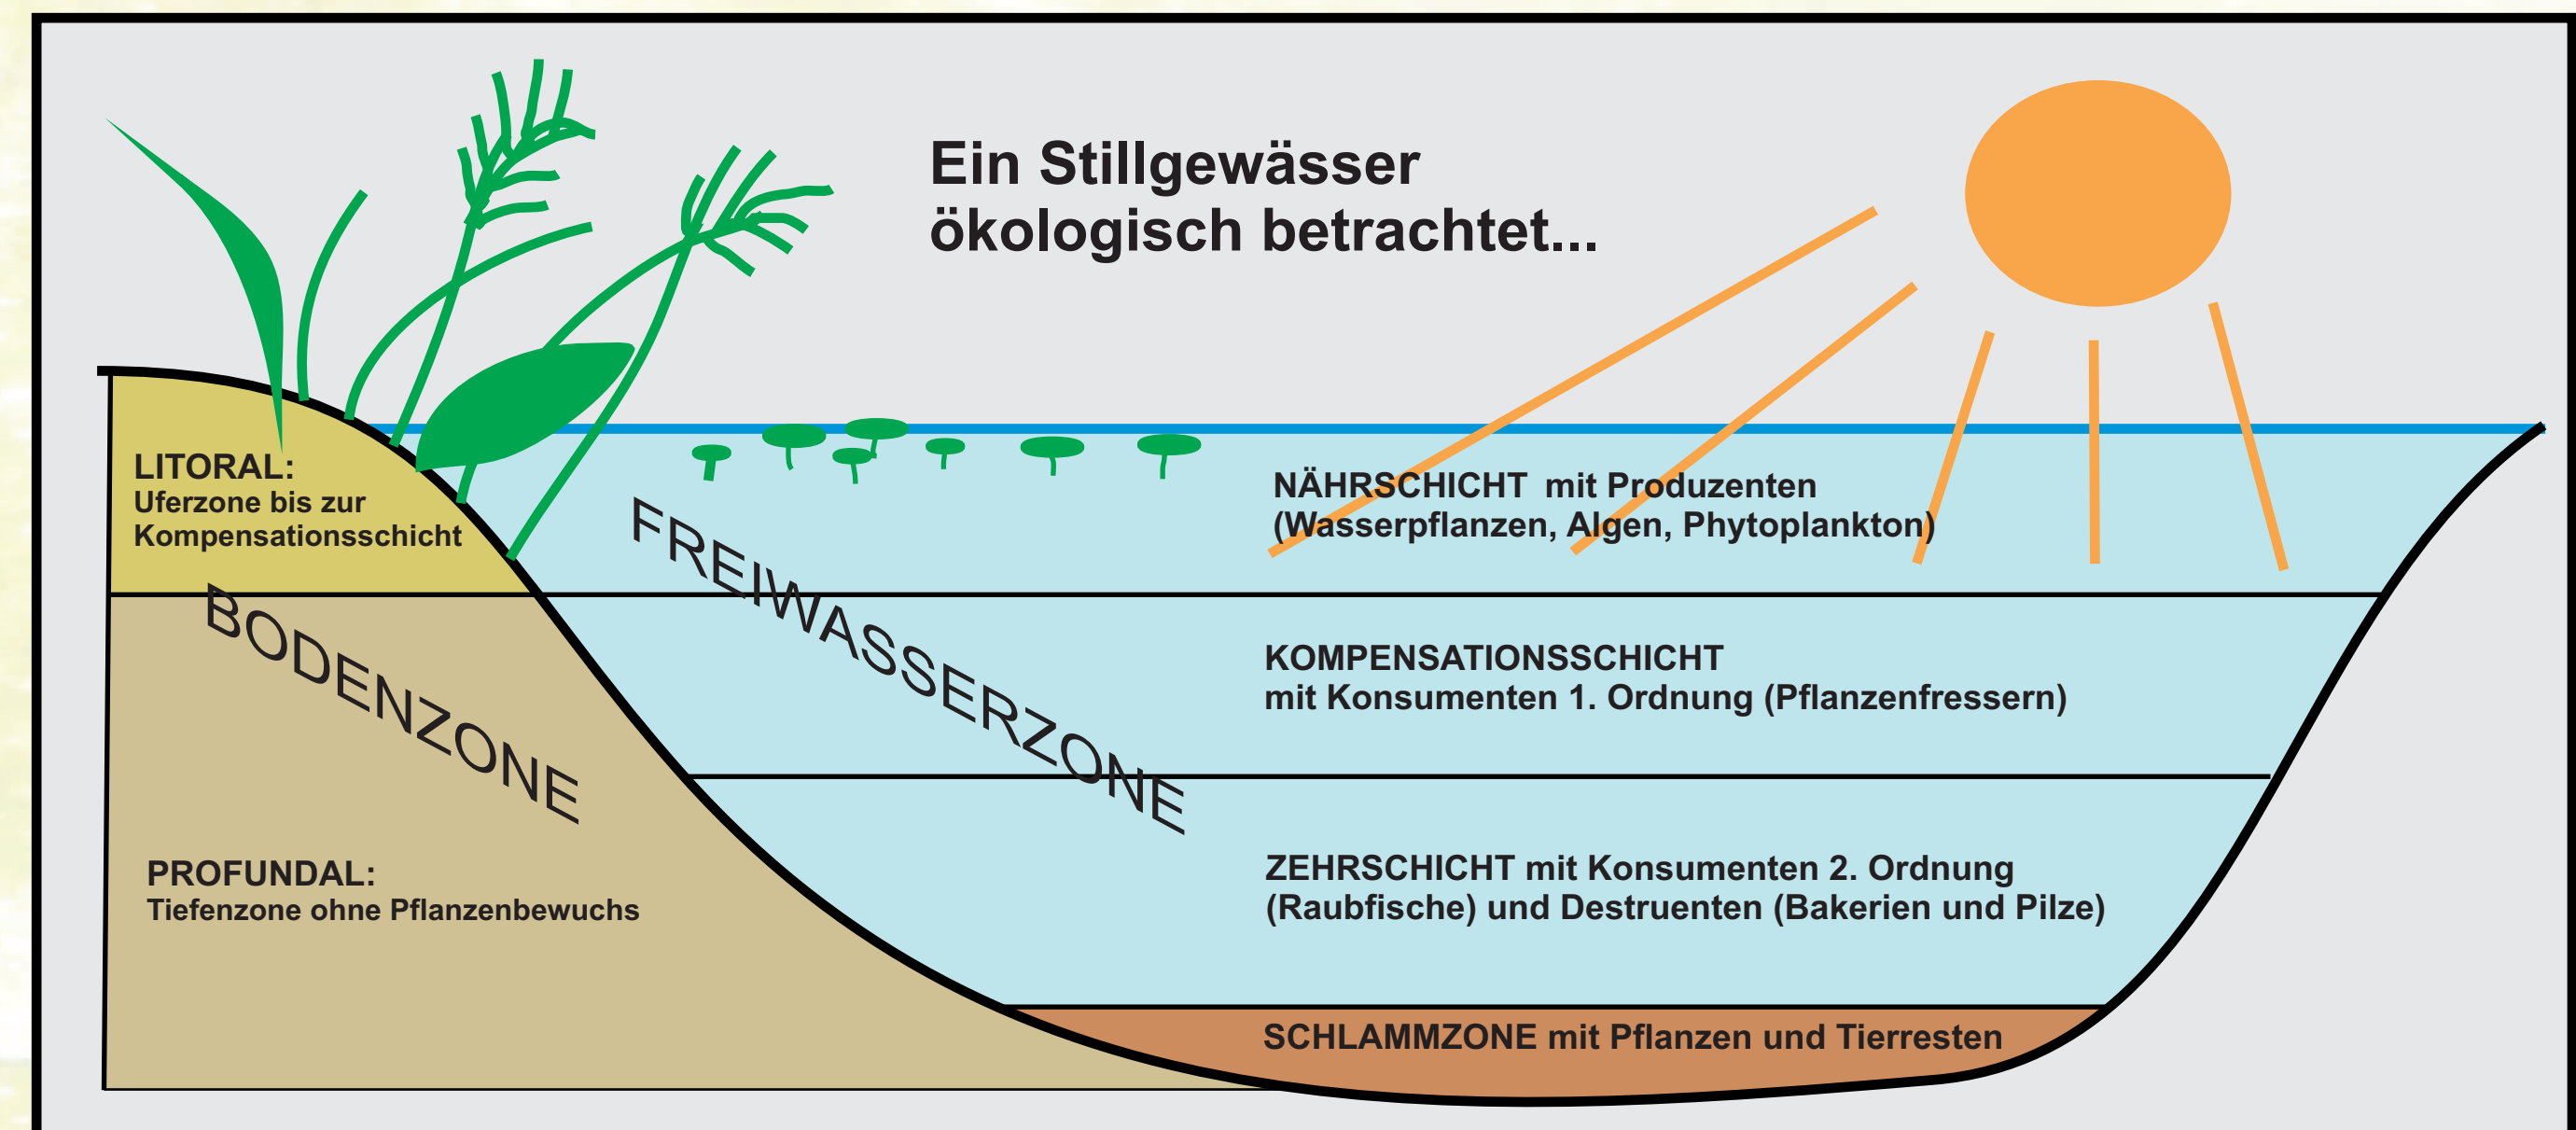 Ein Stillgewässer
ökologisch betrachtet...
LITORAL:
Uferzone bis zur
Kompensationsschicht
BODENZONE
PROFUNDAL:
Tiefenzone ohne Pflanzenbewuchs
FREIWASSERZONE
NÄHRSCHICHT mit Produzenten
(Wasserpflanzen, Algen, Phytoplankton)
KOMPENSATIONSSCHICHT
mit Konsumenten 1. Ordnung (Pflanzenfressern)
ZEHRSCHICHT mit Konsumenten 2. Ordnung
(Raubfische) und Destruenten (Bakerien und Pilze)
SCHLAMMZONE mit Pflanzen und Tierresten